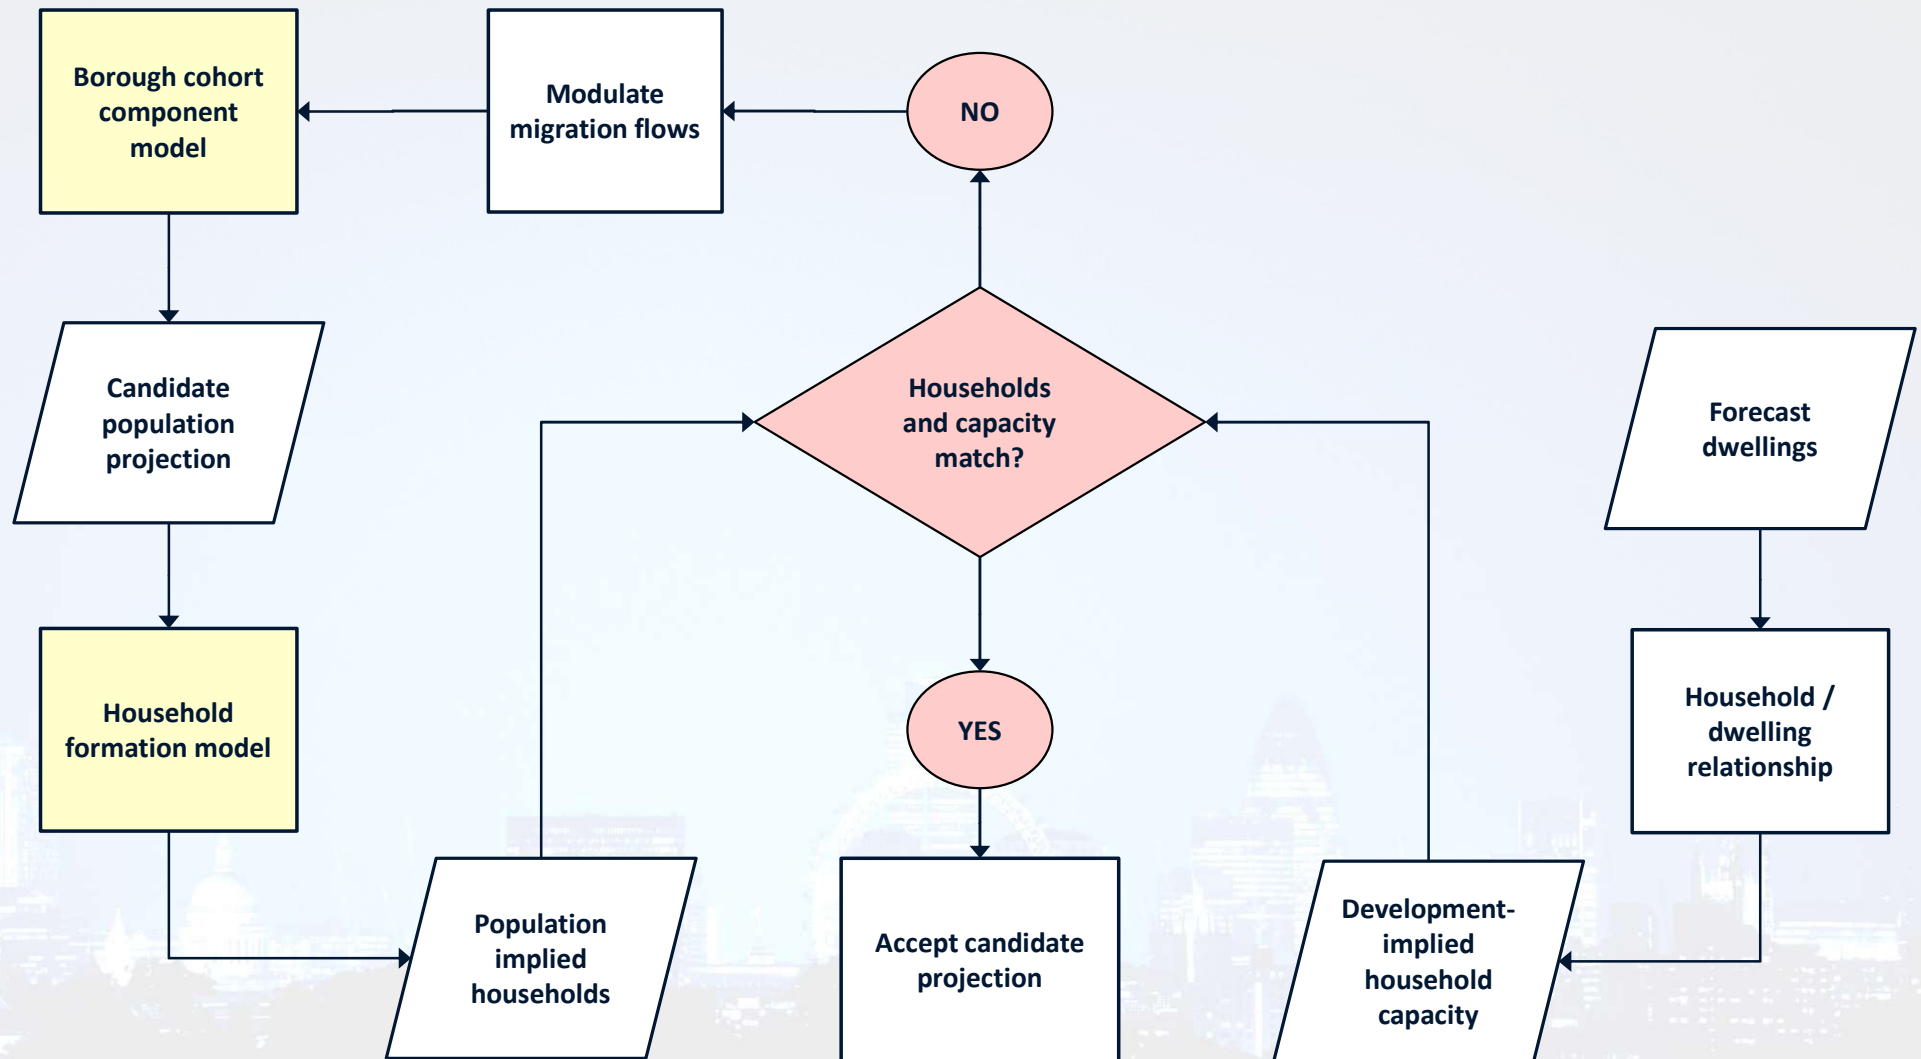 Borough cohort
component
model
Modulate
migration flows
NO
Candidate
population
projection
Households
and capacity
match?
Forecast
dwellings
Household
formation model
YES
Household /
dwelling
relationship
Population
implied
households
Accept candidate
projection
Development-
implied
household
capacity